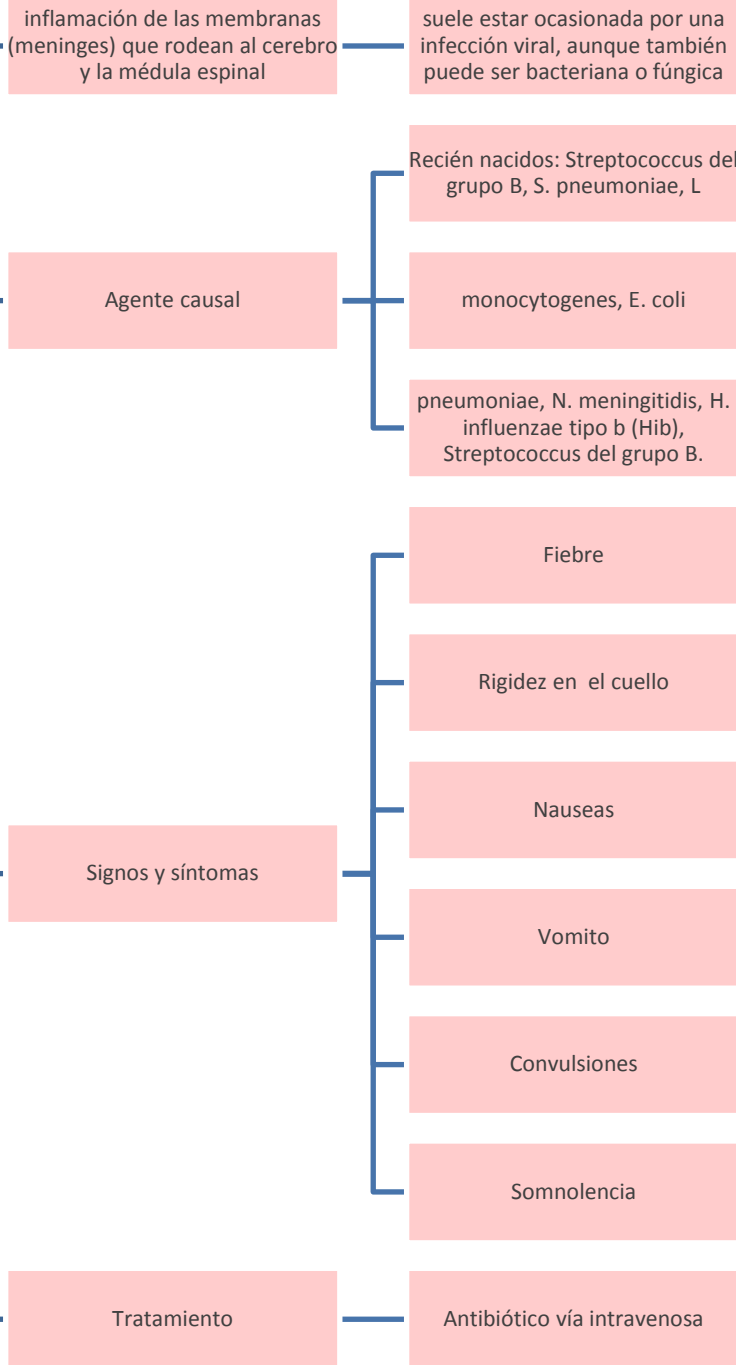 inflamación de las membranas
(meninges) que rodean al cerebro
y la médula espinal
suele estar ocasionada por una
infección viral, aunque también
puede ser bacteriana o fúngica
Agente causal
Recién nacidos: Streptococcus del
grupo B, S. pneumoniae, L
monocytogenes, E. coli
pneumoniae, N. meningitidis, H.
influenzae tipo b (Hib),
Streptococcus del grupo B.
Signos y síntomas
Fiebre
Rigidez en  el cuello
Nauseas
Vomito
Convulsiones
Somnolencia
Tratamiento
Antibiótico vía intravenosa